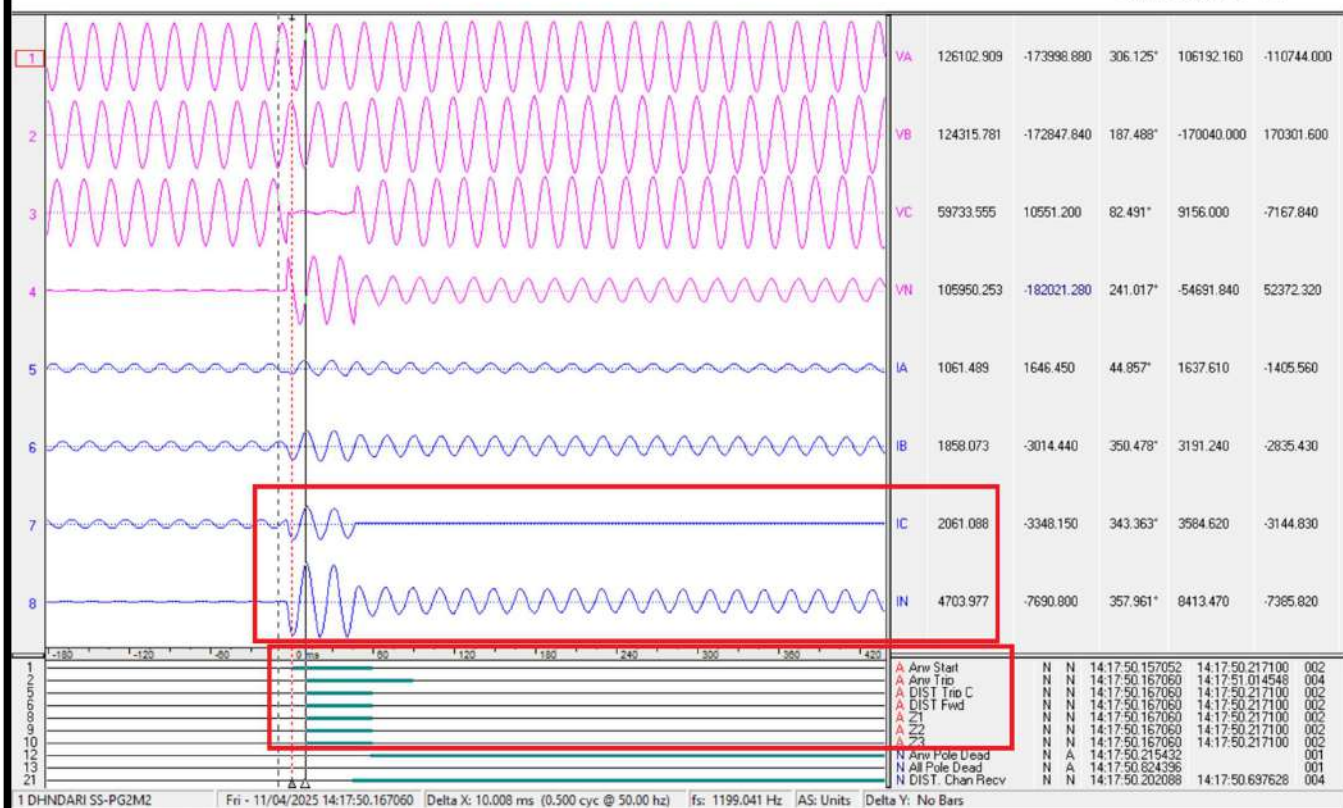 1 VA 126102.909 -173998.880 306.125° 106192.160 -110744.000
2 VB 124315.781 -172847.840 187.488° -170040.000 170301.600
3 VC 59733.555 10551.200 82.491° 9156.000 -7167.840
4 VN 105950.253 -182021.280 241.017° -54691.840 52372.320
5 IA 1061.489 1646.450 44.857° 1637.610 -1405.560
6 IB 1858.073 -3014.440 350.478° 3191.240 -2835.430
7 IC 2061.088 -3348.150 343.363° 3584.620 -3144.830
8 IN 4703.977 -7690.800 357.961° 8413.470 -7385.820
-180 -120 -60 0 ms 60 120 180 240 300 360 420
1 A Any Start N N 14:17:50.157052 14:17:50.217100 002
2 A Any Trip N N 14:17:50.167060 14:17:51.014548 004
5 A DIST Trip C N N 14:17:50.167060 14:17:50.217100 002
6 A DIST Fwd N N 14:17:50.167060 14:17:50.217100 002
8 A Z1 N N 14:17:50.167060 14:17:50.217100 002
9 A Z2 N N 14:17:50.167060 14:17:50.217100 002
10 A Z3 N N 14:17:50.167060 14:17:50.217100 002
12 N Any Pole Dead N A 14:17:50.215432 001
13 N All Pole Dead N A 14:17:50.824396 001
21 N DIST. Chan Recv N N 14:17:50.202088 14:17:50.697628 004
1 DHNDARI SS-PG2M2 Fri - 11/04/2025 14:17:50.167060 Delta X: 10.008 ms (0.500 cyc @ 50.00 hz) fs: 1199.041 Hz AS: Units Delta Y: No Bars